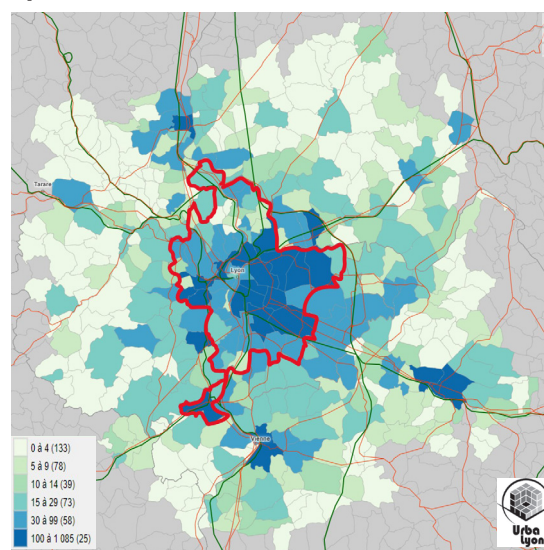 Tarare
Lyon
Vienne
0 à 4 (133)
5 à 9 (78)
10 à 14 (39)
15 à 29 (73)
30 à 99 (58)
100 à 1 085 (25)
Urba
Lyon